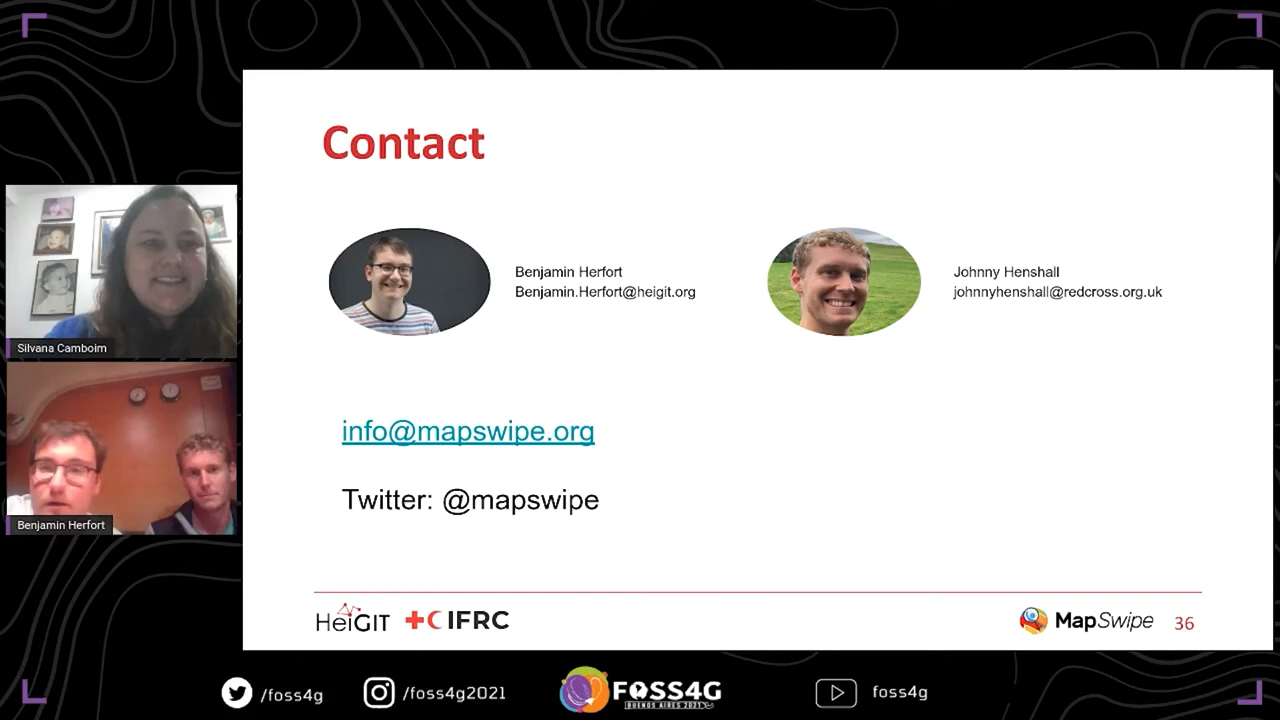 Contact
Benjamin Herfort
Benjamin.Herfort@heigit.org
Johnny Henshall
johnnyhenshall@redcross.org.uk
info@mapswipe.org
Twitter: @mapswipe
HeiGIT
IFRC
MapSwipe
36
Silvana Camboim
Benjamin Herfort
/foss4g
/foss4g2021
FOSS4G
BUENOS AIRES 2021
foss4g